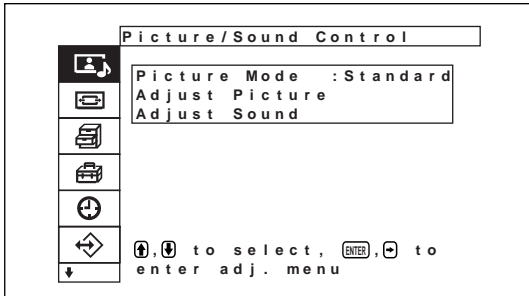 Picture/Sound Control
Picture Mode :Standard
Adjust Picture
Adjust Sound
↑,↓ to select, ENTER,→ to
enter adj. menu